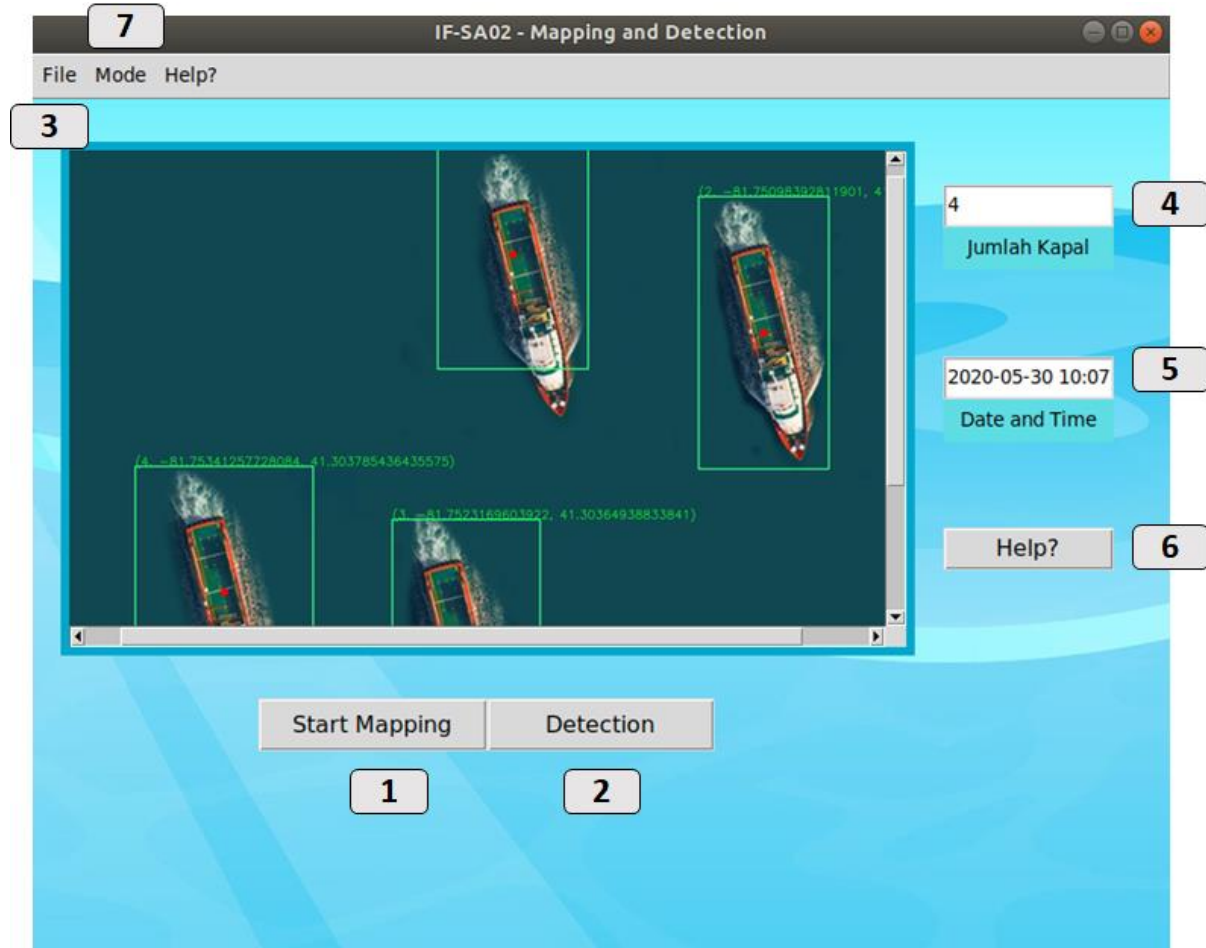 7
IF-SA02 - Mapping and Detection
File Mode Help?
3
(2, -81.75098392811901, 4
4
4
Jumlah Kapal
2020-05-30 10:07
5
Date and Time
(4, -81.75341257728084, 41.303785436435575)
(3, -81.7523169603922, 41.30364938833841)
Help?
6
Start Mapping
Detection
1
2